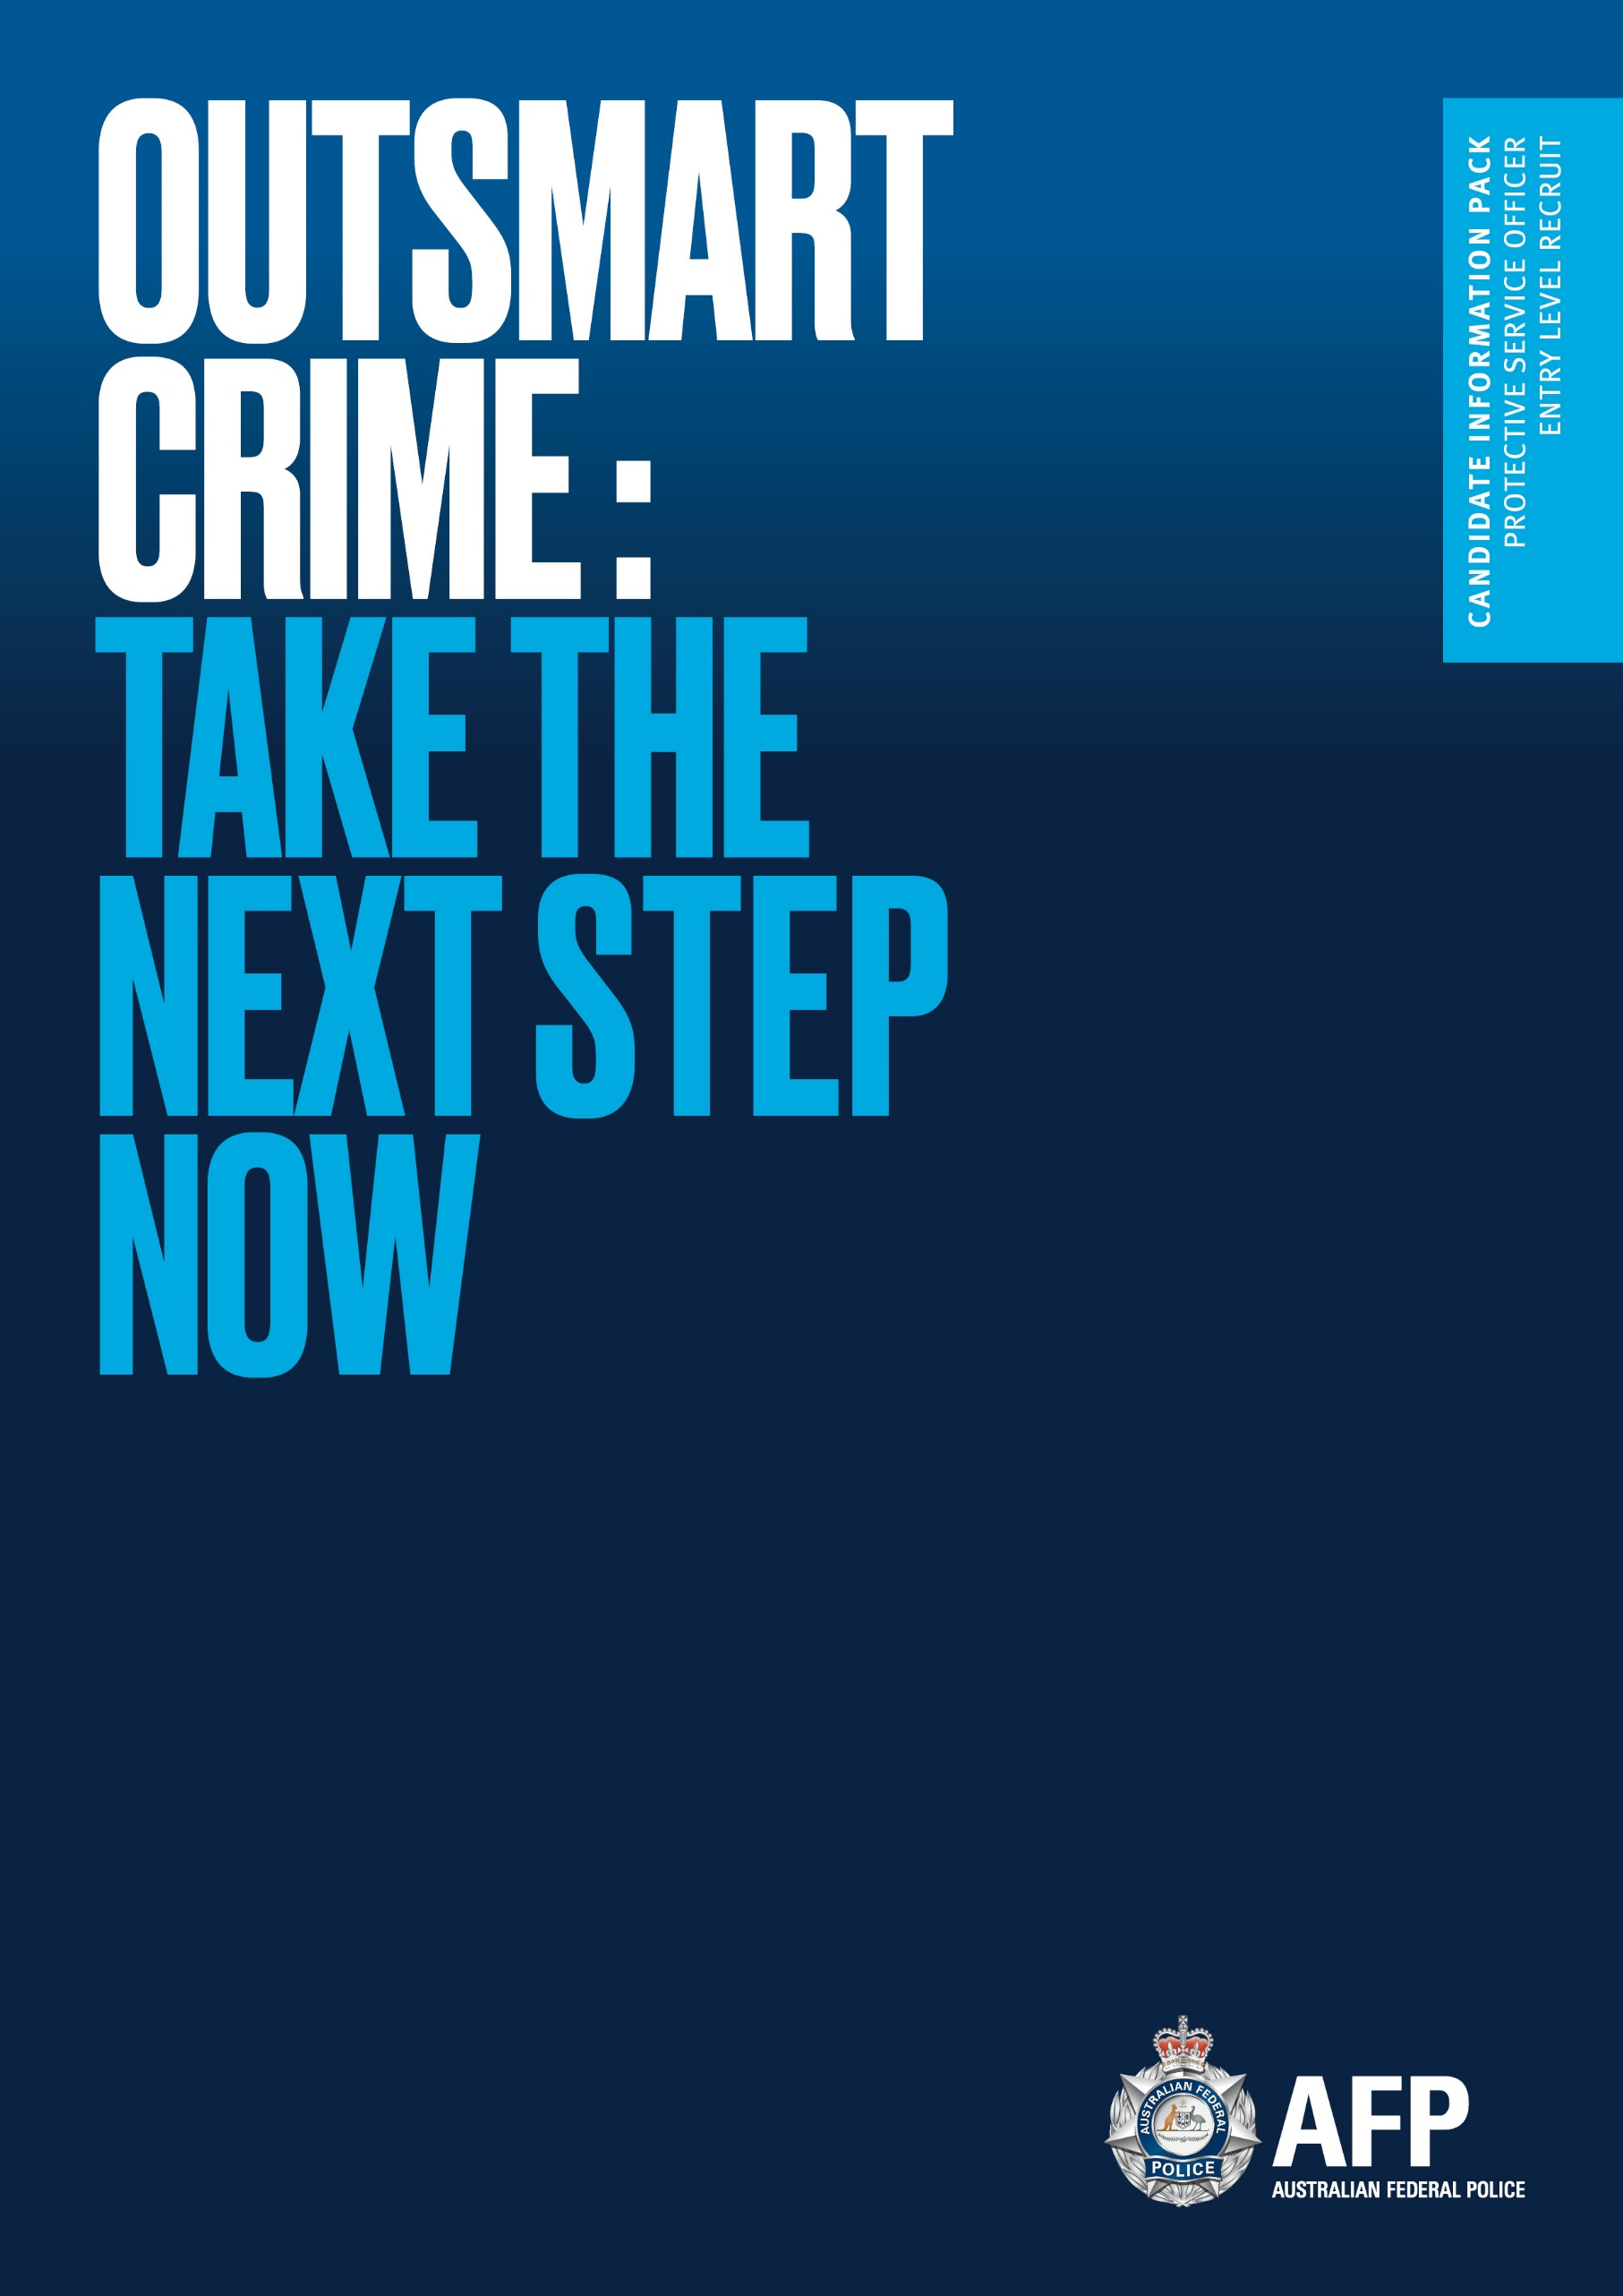 OUTSMART
CRIME:
TAKE THE
NEXT STEP
NOW
CANDIDATE INFORMATION PACK
PROTECTIVE SERVICE OFFICER
ENTRY LEVEL RECRUIT
AUSTRALIAN FEDERAL
POLICE
AFP
AUSTRALIAN FEDERAL POLICE